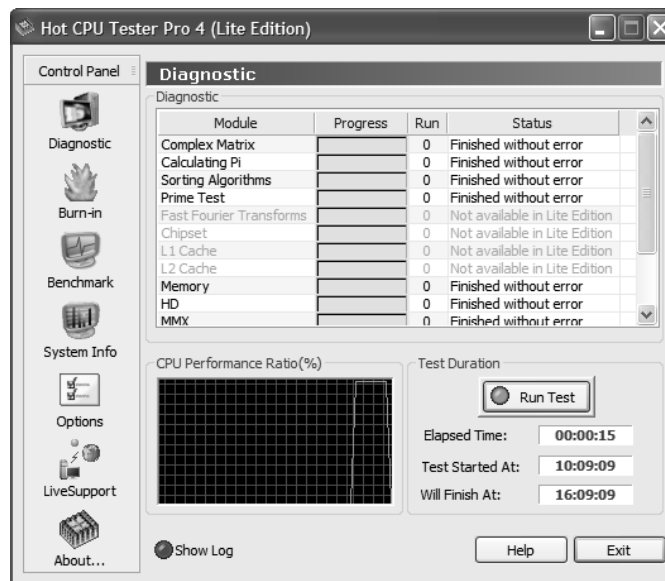 Hot CPU Tester Pro 4 (Lite Edition)
Control Panel
Diagnostic
Burn-in
Benchmark
System Info
Options
LiveSupport
About...
Diagnostic
Diagnostic
Module Progress Run Status
Complex Matrix 0 Finished without error
Calculating Pi 0 Finished without error
Sorting Algorithms 0 Finished without error
Prime Test 0 Finished without error
Fast Fourier Transforms 0 Not available in Lite Edition
Chipset 0 Not available in Lite Edition
L1 Cache 0 Not available in Lite Edition
L2 Cache 0 Not available in Lite Edition
Memory 0 Finished without error
HD 0 Finished without error
MMX 0 Finished without error
CPU Performance Ratio(%)
Test Duration
Run Test
Elapsed Time: 00:00:15
Test Started At: 10:09:09
Will Finish At: 16:09:09
Show Log
Help
Exit